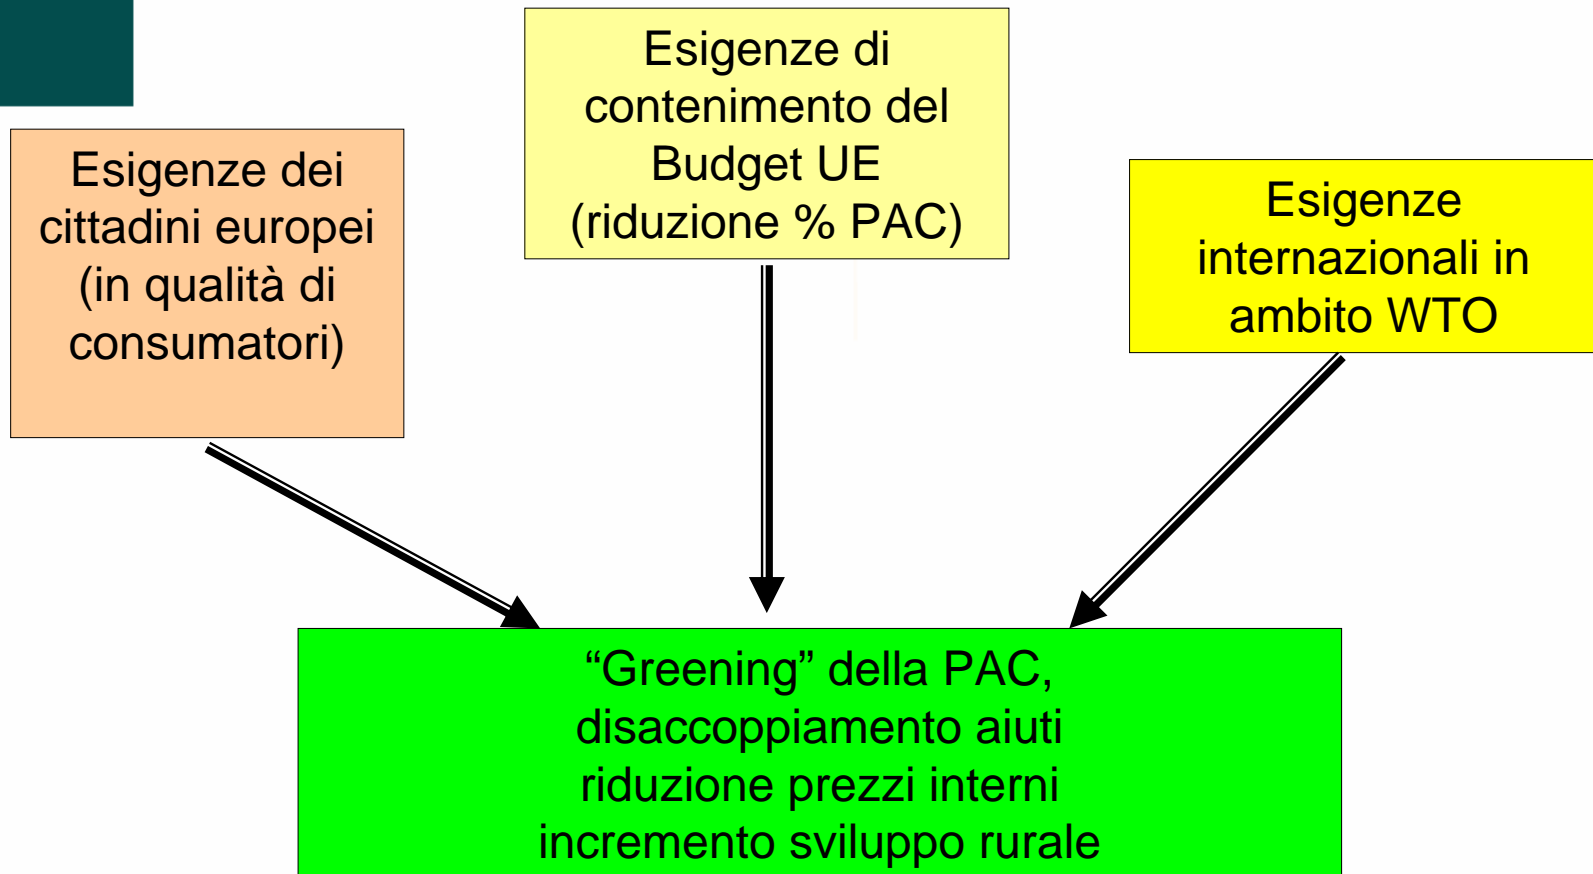 Esigenze di
contenimento del
Budget UE
(riduzione % PAC)
Esigenze dei
cittadini europei
(in qualità di
consumatori)
Esigenze
internazionali in
ambito WTO
“Greening” della PAC,
disaccoppiamento aiuti
riduzione prezzi interni
incremento sviluppo rurale